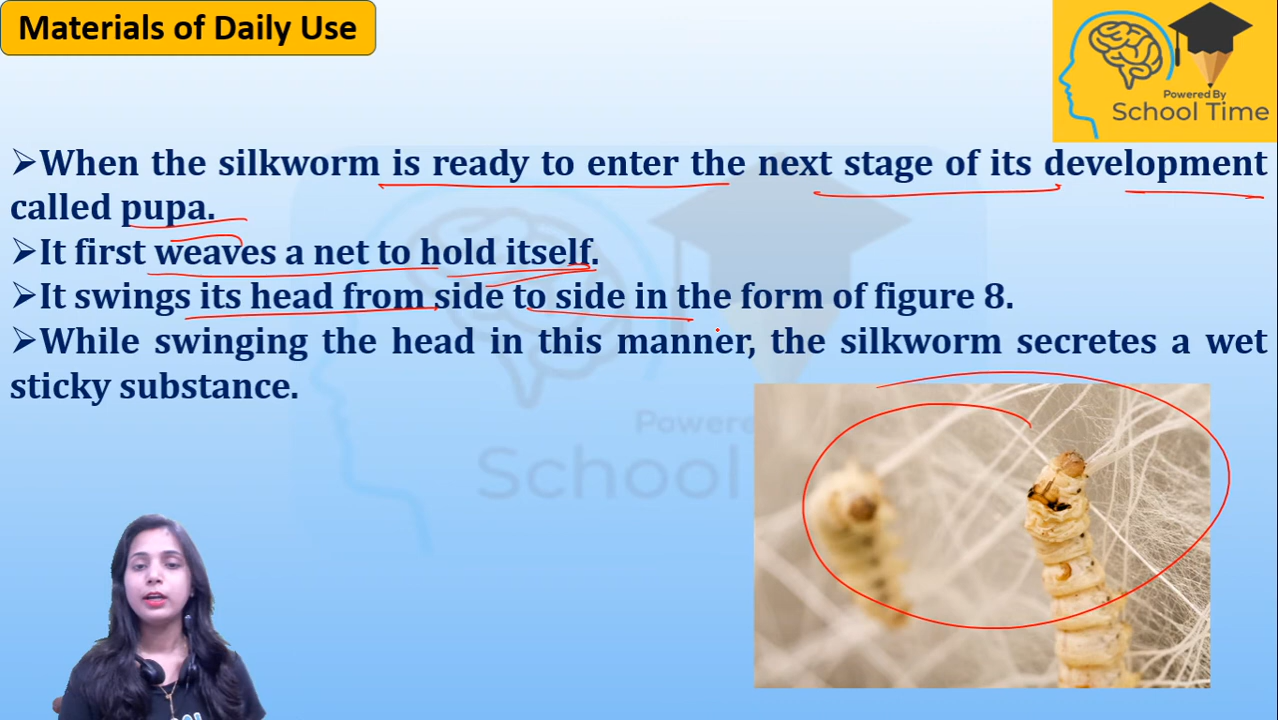 Materials of Daily Use
Powered By
School Time
➢When the silkworm is ready to enter the next stage of its development
called pupa.
➢It first weaves a net to hold itself.
➢It swings its head from side to side in the form of figure 8.
➢While swinging the head in this manner, the silkworm secretes a wet
sticky substance.
Powere
School